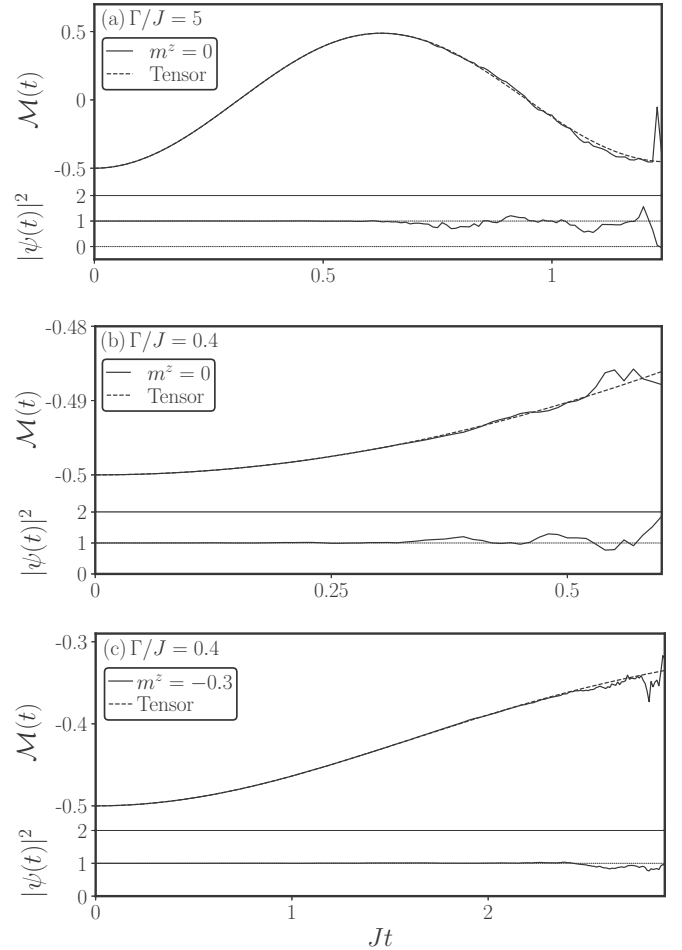 (a) Γ/J = 5
m^z = 0
Tensor
0.5
0
-0.5
M(t)
2
1
0
|ψ(t)|^2
0
0.5
1
(b) Γ/J = 0.4
m^z = 0
Tensor
-0.48
-0.49
-0.5
M(t)
2
1
0
|ψ(t)|^2
0
0.25
0.5
(c) Γ/J = 0.4
m^z = −0.3
Tensor
-0.3
-0.4
-0.5
M(t)
2
1
0
|ψ(t)|^2
0
1
2
Jt